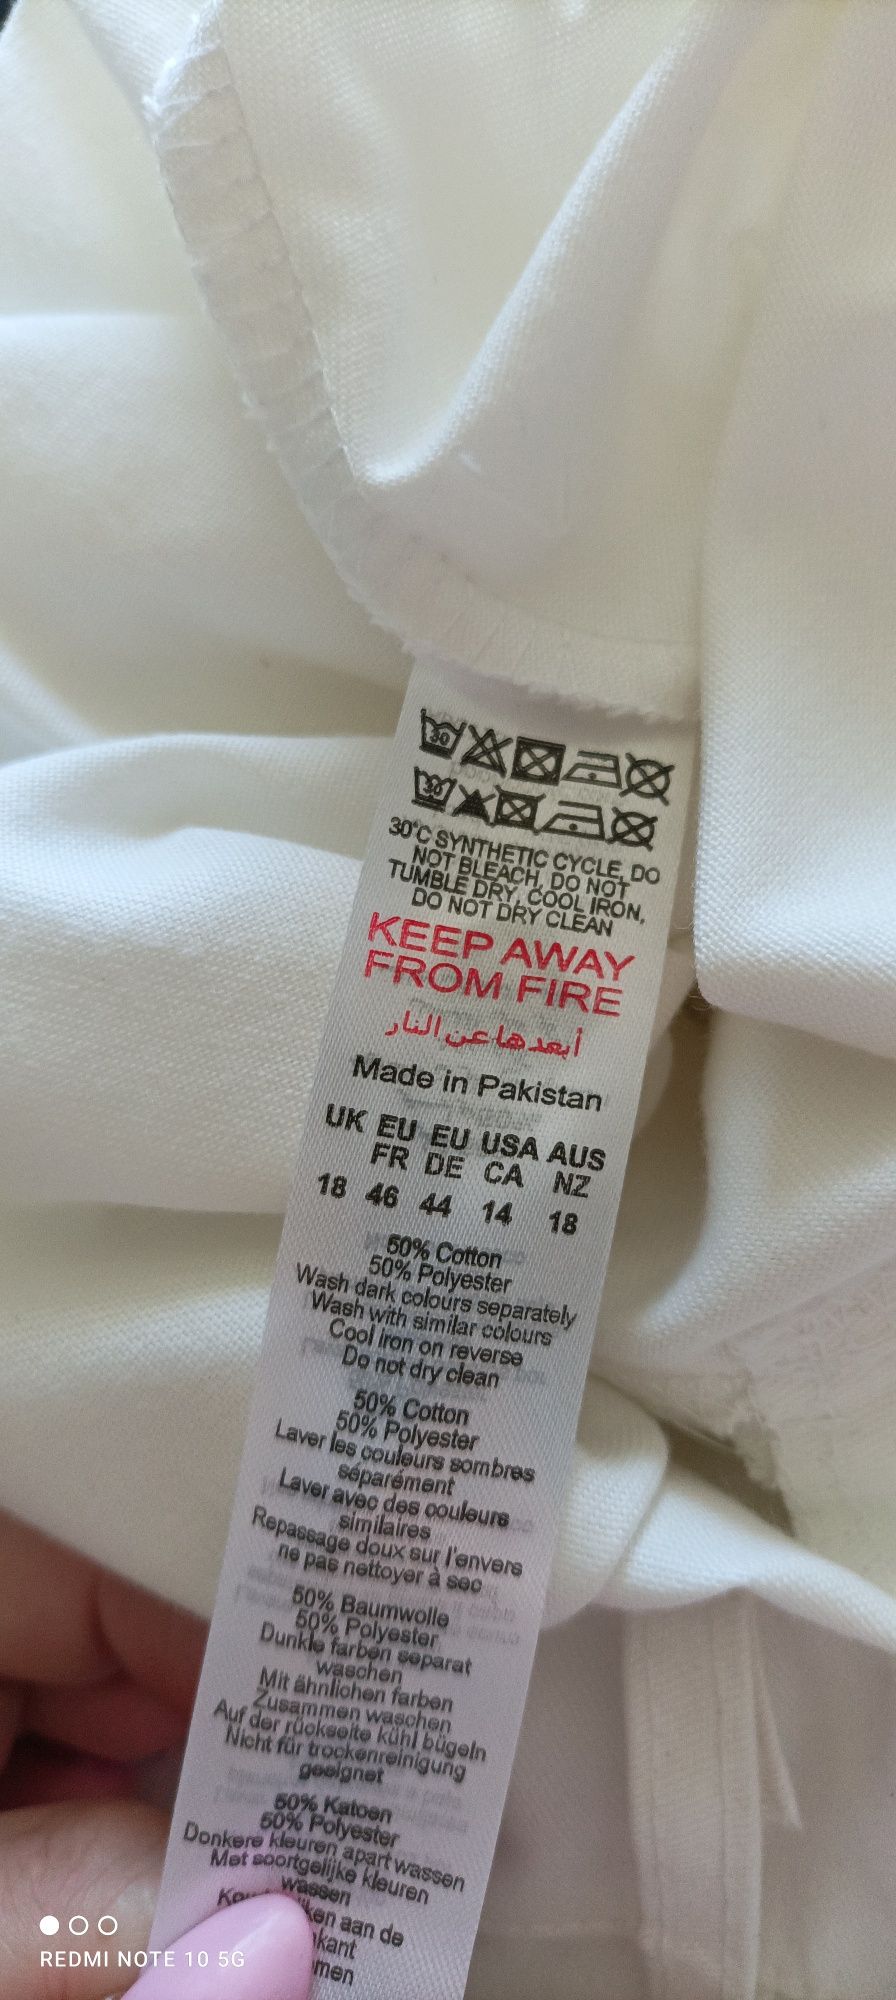 30 30
30°C SYNTHETIC CYCLE, DO
NOT BLEACH, DO NOT
TUMBLE DRY, COOL IRON,
DO NOT DRY CLEAN
KEEP AWAY
FROM FIRE
أبعدها عن النار
Made in Pakistan
UK EU EU USA AUS
FR DE CA NZ
18 46 44 14 18
50% Cotton
50% Polyester
Wash dark colours separately
Wash with similar colours
Cool iron on reverse
Do not dry clean
50% Cotton
50% Polyester
Laver les couleurs sombres
séparément
Laver avec des couleurs
similaires
Repassage doux sur l'envers
ne pas nettoyer à sec
50% Baumwolle
50% Polyester
Dunkle farben separat
waschen
Mit ähnlichen farben
Zusammen waschen
Auf der rückseite kühl bügeln
Nicht für trockenreinigung
geeignet
50% Katoen
50% Polyester
Donkere kleuren apart wassen
Met soortgelijke kleuren
wassen
aan de
REDMI NOTE 10 5G